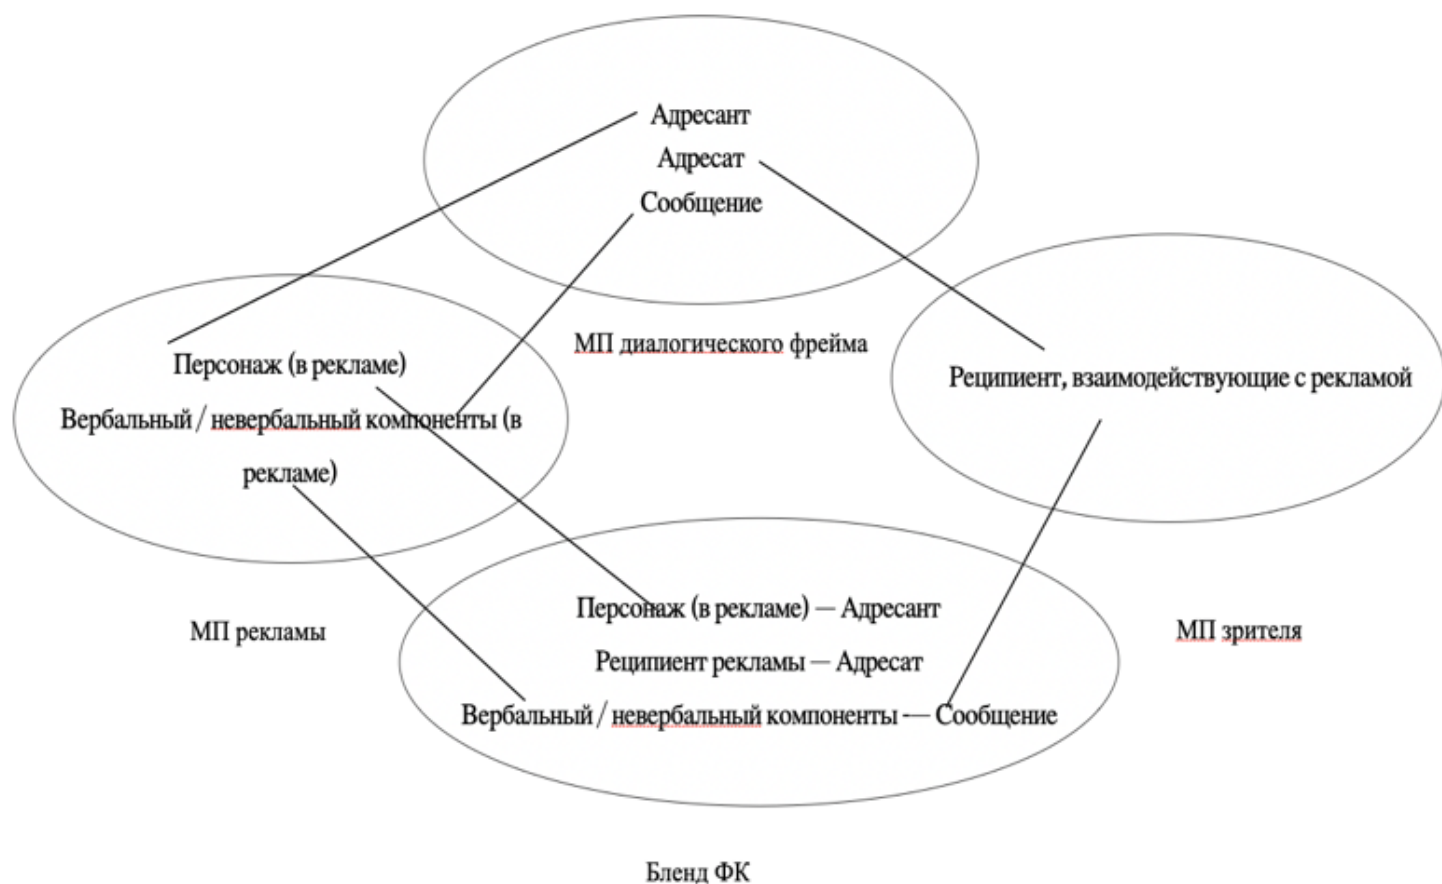 Адресант
Адресат
Сообщение
МП диалогического фрейма
Персонаж (в рекламе)
Вербальный / невербальный компоненты (в
рекламе)
Реципиент, взаимодействующие с рекламой
МП рекламы
МП зрителя
Персонаж (в рекламе) — Адресант
Реципиент рекламы — Адресат
Вербальный / невербальный компоненты — Сообщение
Бленд ФК